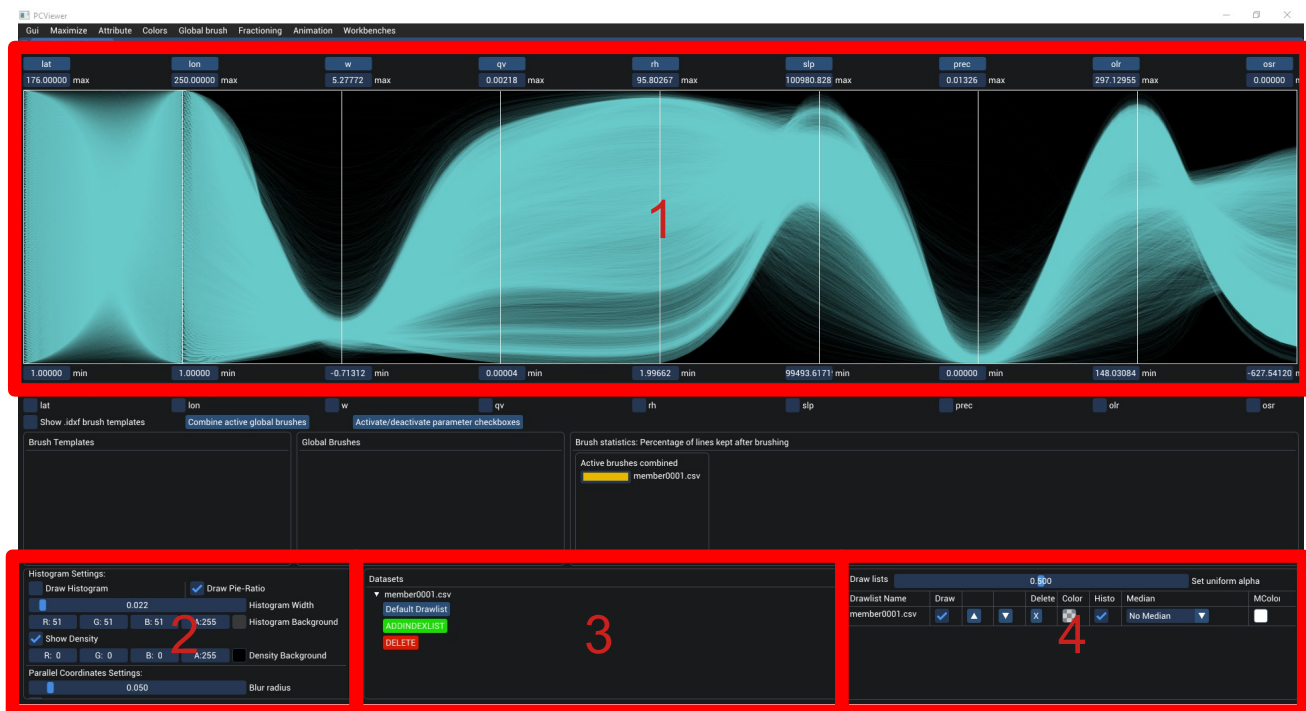 PCViewer
Gui Maximize Attribute Colors Global brush Fractioning Animation Workbenches
lat lon w qv rh slp prec olr osr
176.00000 max 250.00000 max 5.27772 max 0.00218 max 95.80267 max 100980.828 max 0.01326 max 297.12955 max 0.00000
1
1.00000 min 1.00000 min -0.71312 min 0.00004 min 1.99662 min 99493.6171 min 0.00000 min 148.03084 min -627.54120
lat lon w qv rh slp prec olr osr
Show .idxf brush templates Combine active global brushes Activate/deactivate parameter checkboxes
Brush Templates Global Brushes Brush statistics: Percentage of lines kept after brushing
Active brushes combined
member0001.csv
Histogram Settings:
Draw Histogram Draw Pie-Ratio
0.022 Histogram Width
R: 51 G: 51 B: 51 A:255 Histogram Background
Show Density
R: 0 G: 0 B: 0 A:255 Density Background
Parallel Coordinates Settings:
0.050 Blur radius
2
Datasets
member0001.csv
Default Drawlist
ADDINDEXLIST
DELETE
3
Draw lists 0.500 Set uniform alpha
Drawlist Name Draw Delete Color Histo Median MColor
member0001.csv X No Median
4